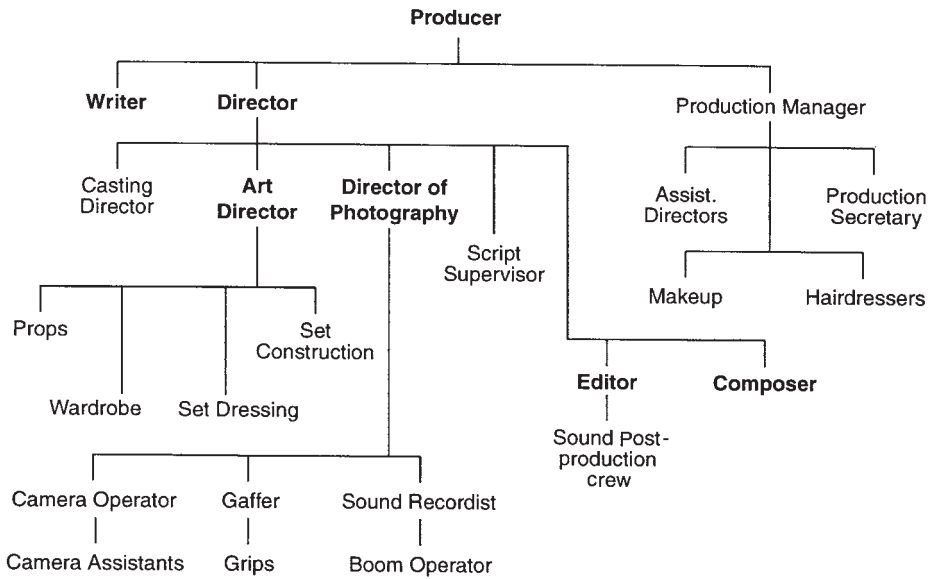 Producer
Writer
Director
Production Manager
Casting
Director
Art
Director
Director of
Photography
Script
Supervisor
Assist.
Directors
Production
Secretary
Makeup
Hairdressers
Props
Wardrobe
Set Dressing
Set
Construction
Editor
Composer
Sound Post-
production
crew
Camera Operator
Gaffer
Sound Recordist
Camera Assistants
Grips
Boom Operator